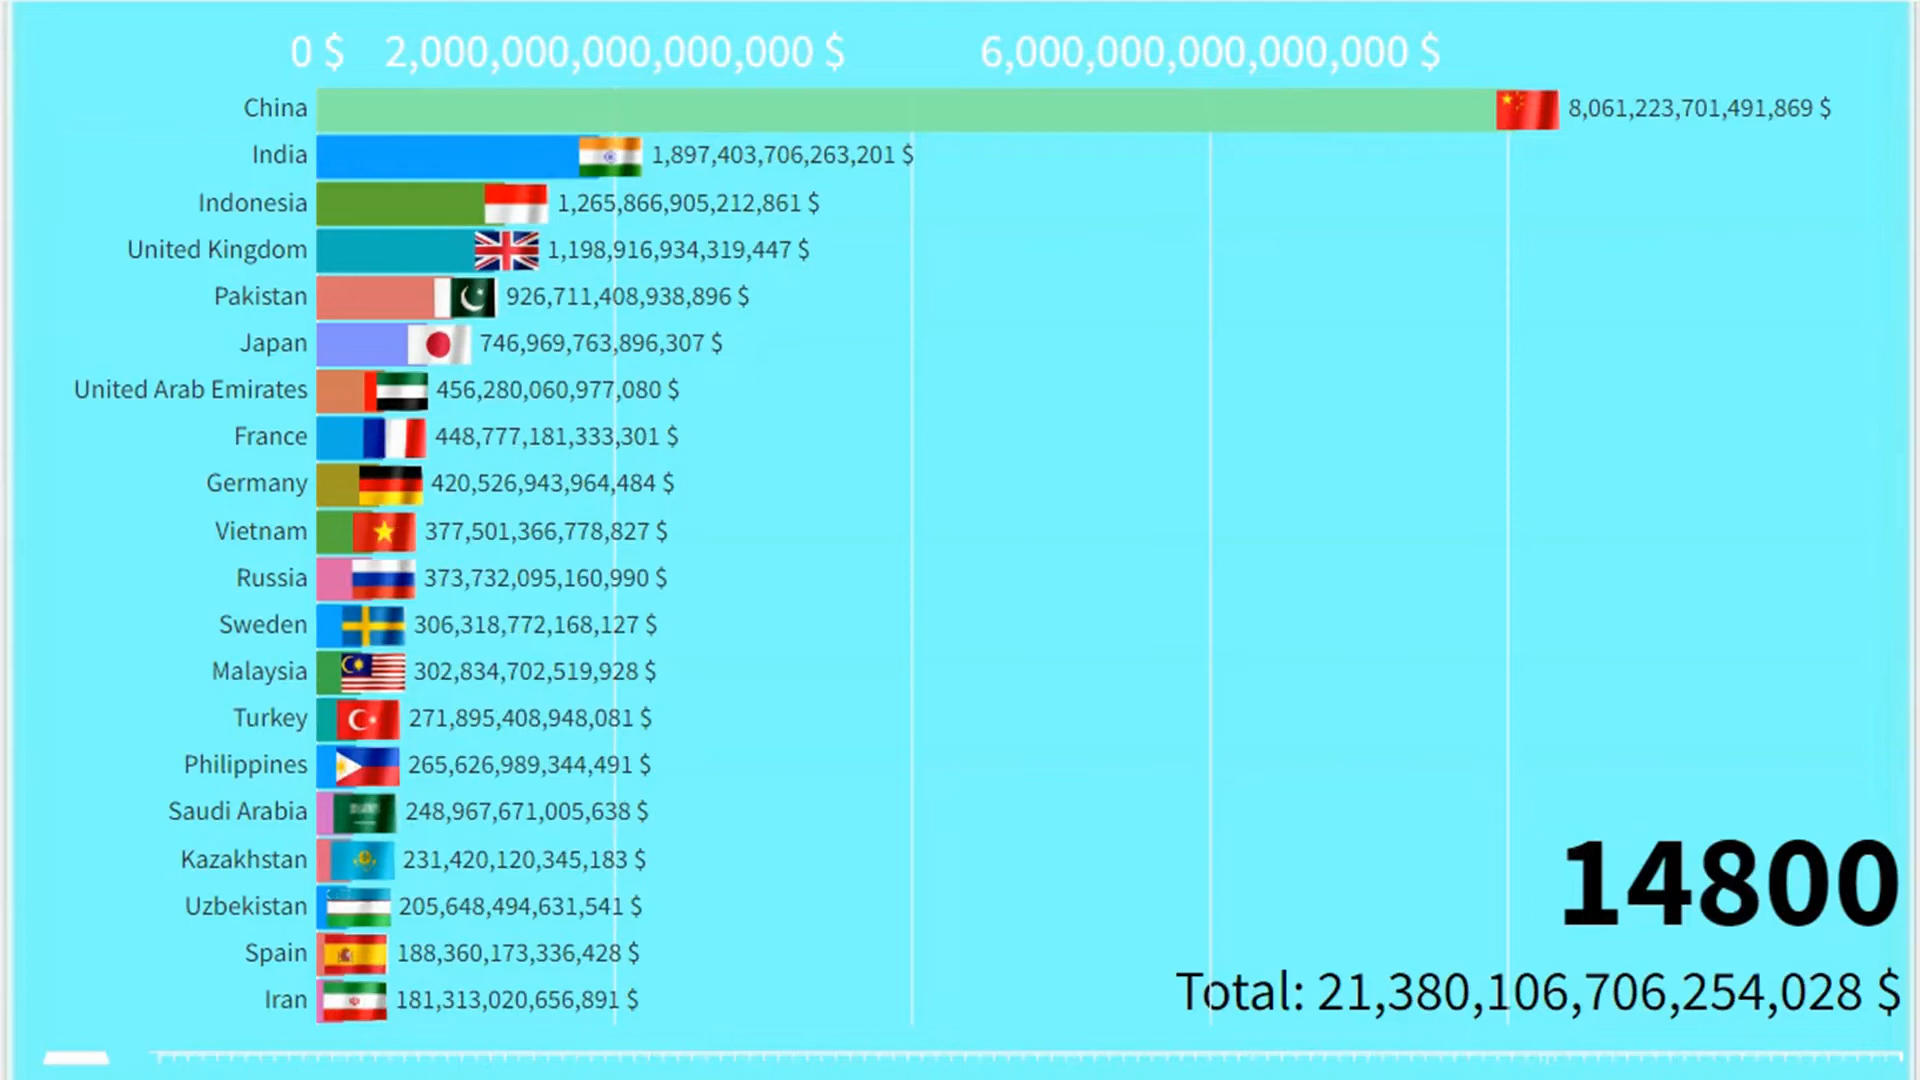 0 $ 2,000,000,000,000,000 $ 6,000,000,000,000,000 $
China 8,061,223,701,491,869 $
India 1,897,403,706,263,201 $
Indonesia 1,265,866,905,212,861 $
United Kingdom 1,198,916,934,319,447 $
Pakistan 926,711,408,938,896 $
Japan 746,969,763,896,307 $
United Arab Emirates 456,280,060,977,080 $
France 448,777,181,333,301 $
Germany 420,526,943,964,484 $
Vietnam 377,501,366,778,827 $
Russia 373,732,095,160,990 $
Sweden 306,318,772,168,127 $
Malaysia 302,834,702,519,928 $
Turkey 271,895,408,948,081 $
Philippines 265,626,989,344,491 $
Saudi Arabia 248,967,671,005,638 $
Kazakhstan 231,420,120,345,183 $
Uzbekistan 205,648,494,631,541 $
Spain 188,360,173,336,428 $
Iran 181,313,020,656,891 $
14800
Total: 21,380,106,706,254,028 $